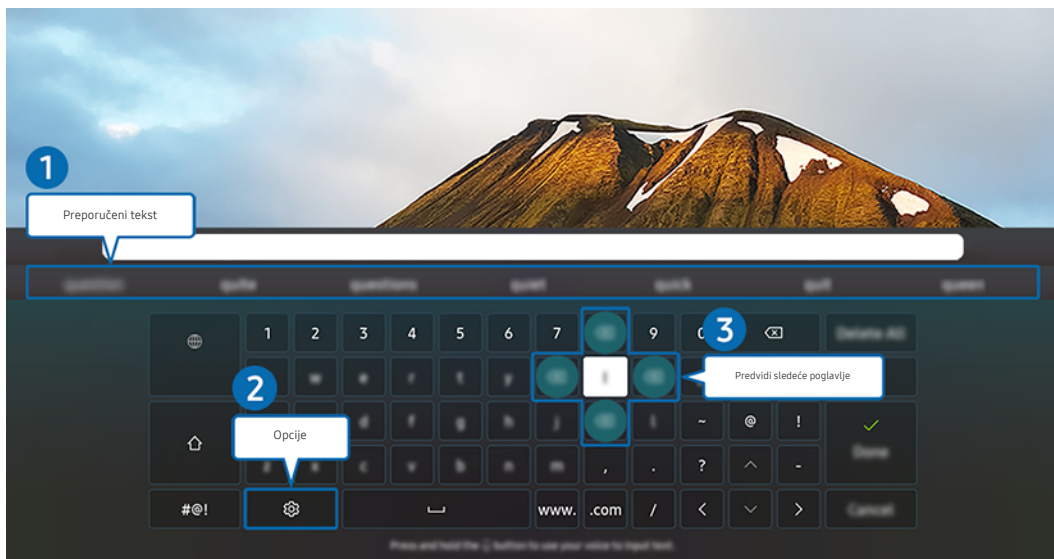 1
Preporučeni tekst
question quite questions quiet quick quit queen
1 2 3 4 5 6 7 9 0 Delete All
3
w e r t y
Predvidi sledeće poglavlje
2
Opcije
d f g h j l ~ @ !
Done
z x c v b n m , . ? ^ -
#@! www. .com / < > Cancel
Press and hold the button to use your voice to input text.